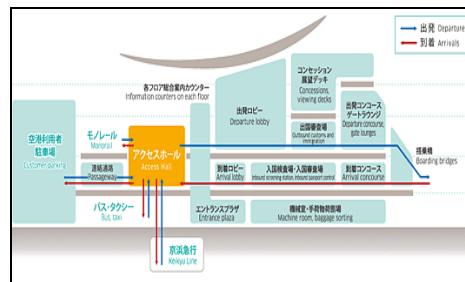 出発 Departure
到着 Arrivals
コンセッション
展望デッキ
Concessions,
viewing decks
各フロア総合案内カウンター
Information counters on each floor
出発ロビー
Departure lobby
出国審査場
Outbound customs and
immigration
出発コンコース
ゲートラウンジ
Departure concourse,
gate lounges
空港利用者
駐車場
Customer parking
モノレール
Monorail
アクセスホール
Access Hall
搭乗橋
Boarding bridges
連絡通路
Passageway
到着ロビー
Arrival lobby
入国検査場・入国審査場
Inbound screening station, inbound passport control
到着コンコース
Arrival concourse
バス・タクシー
Bus, taxi
エントランスプラザ
Entrance plaza
機械室・手荷物荷捌場
Machine room, baggage sorting
京浜急行
Keikyu Line